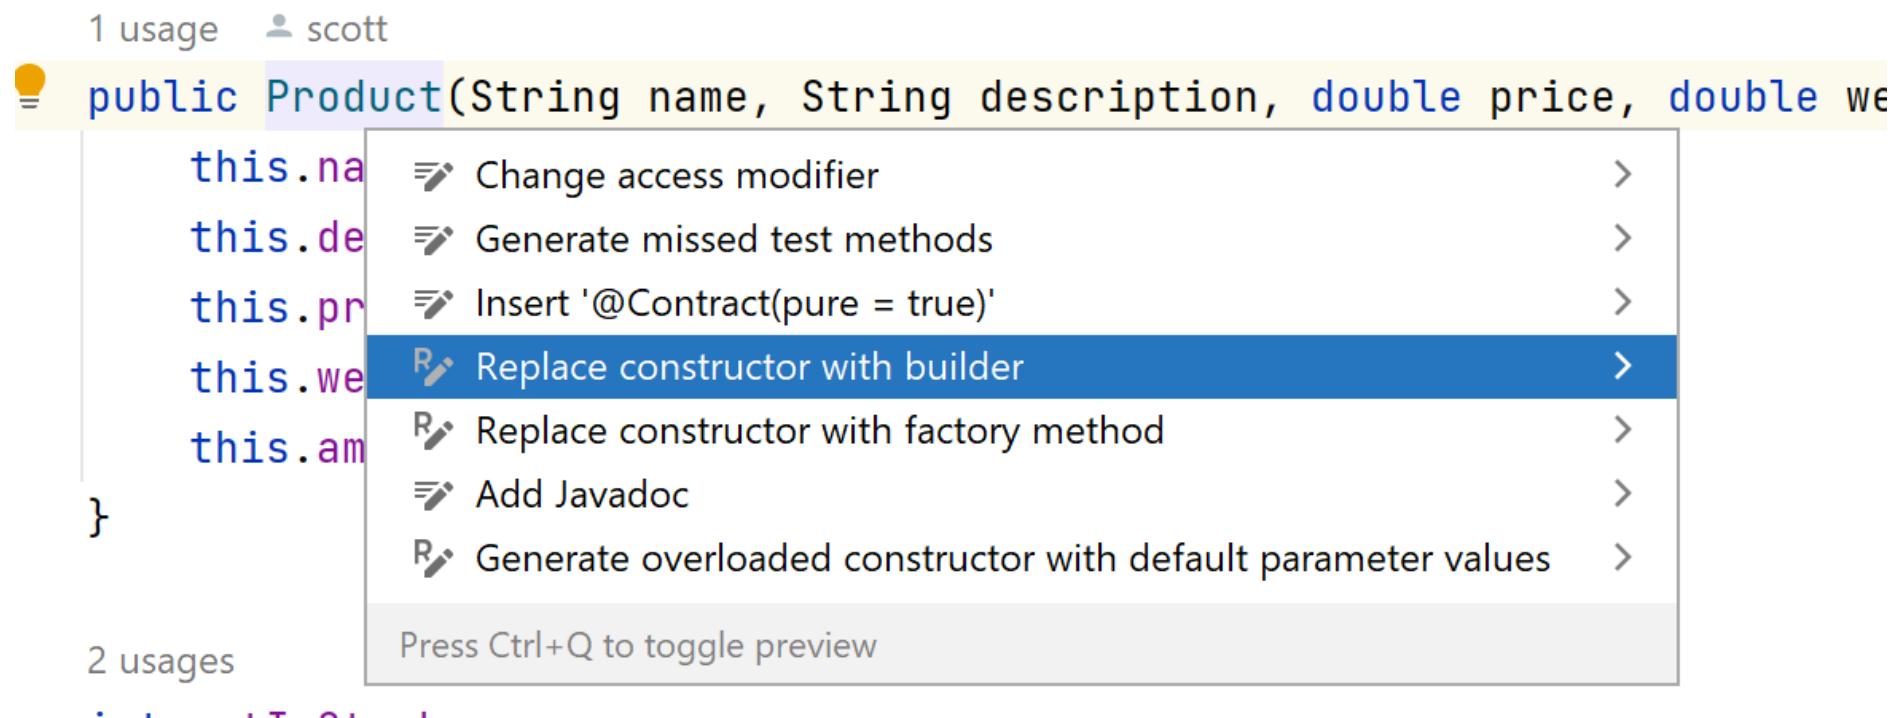 1 usage scott
public Product(String name, String description, double price, double we
this.na
Change access modifier
this.de
Generate missed test methods
this.pr
Insert '@Contract(pure = true)'
this.we
Replace constructor with builder
Replace constructor with factory method
this.am
Add Javadoc
}
Generate overloaded constructor with default parameter values
Press Ctrl+Q to toggle preview
2 usages